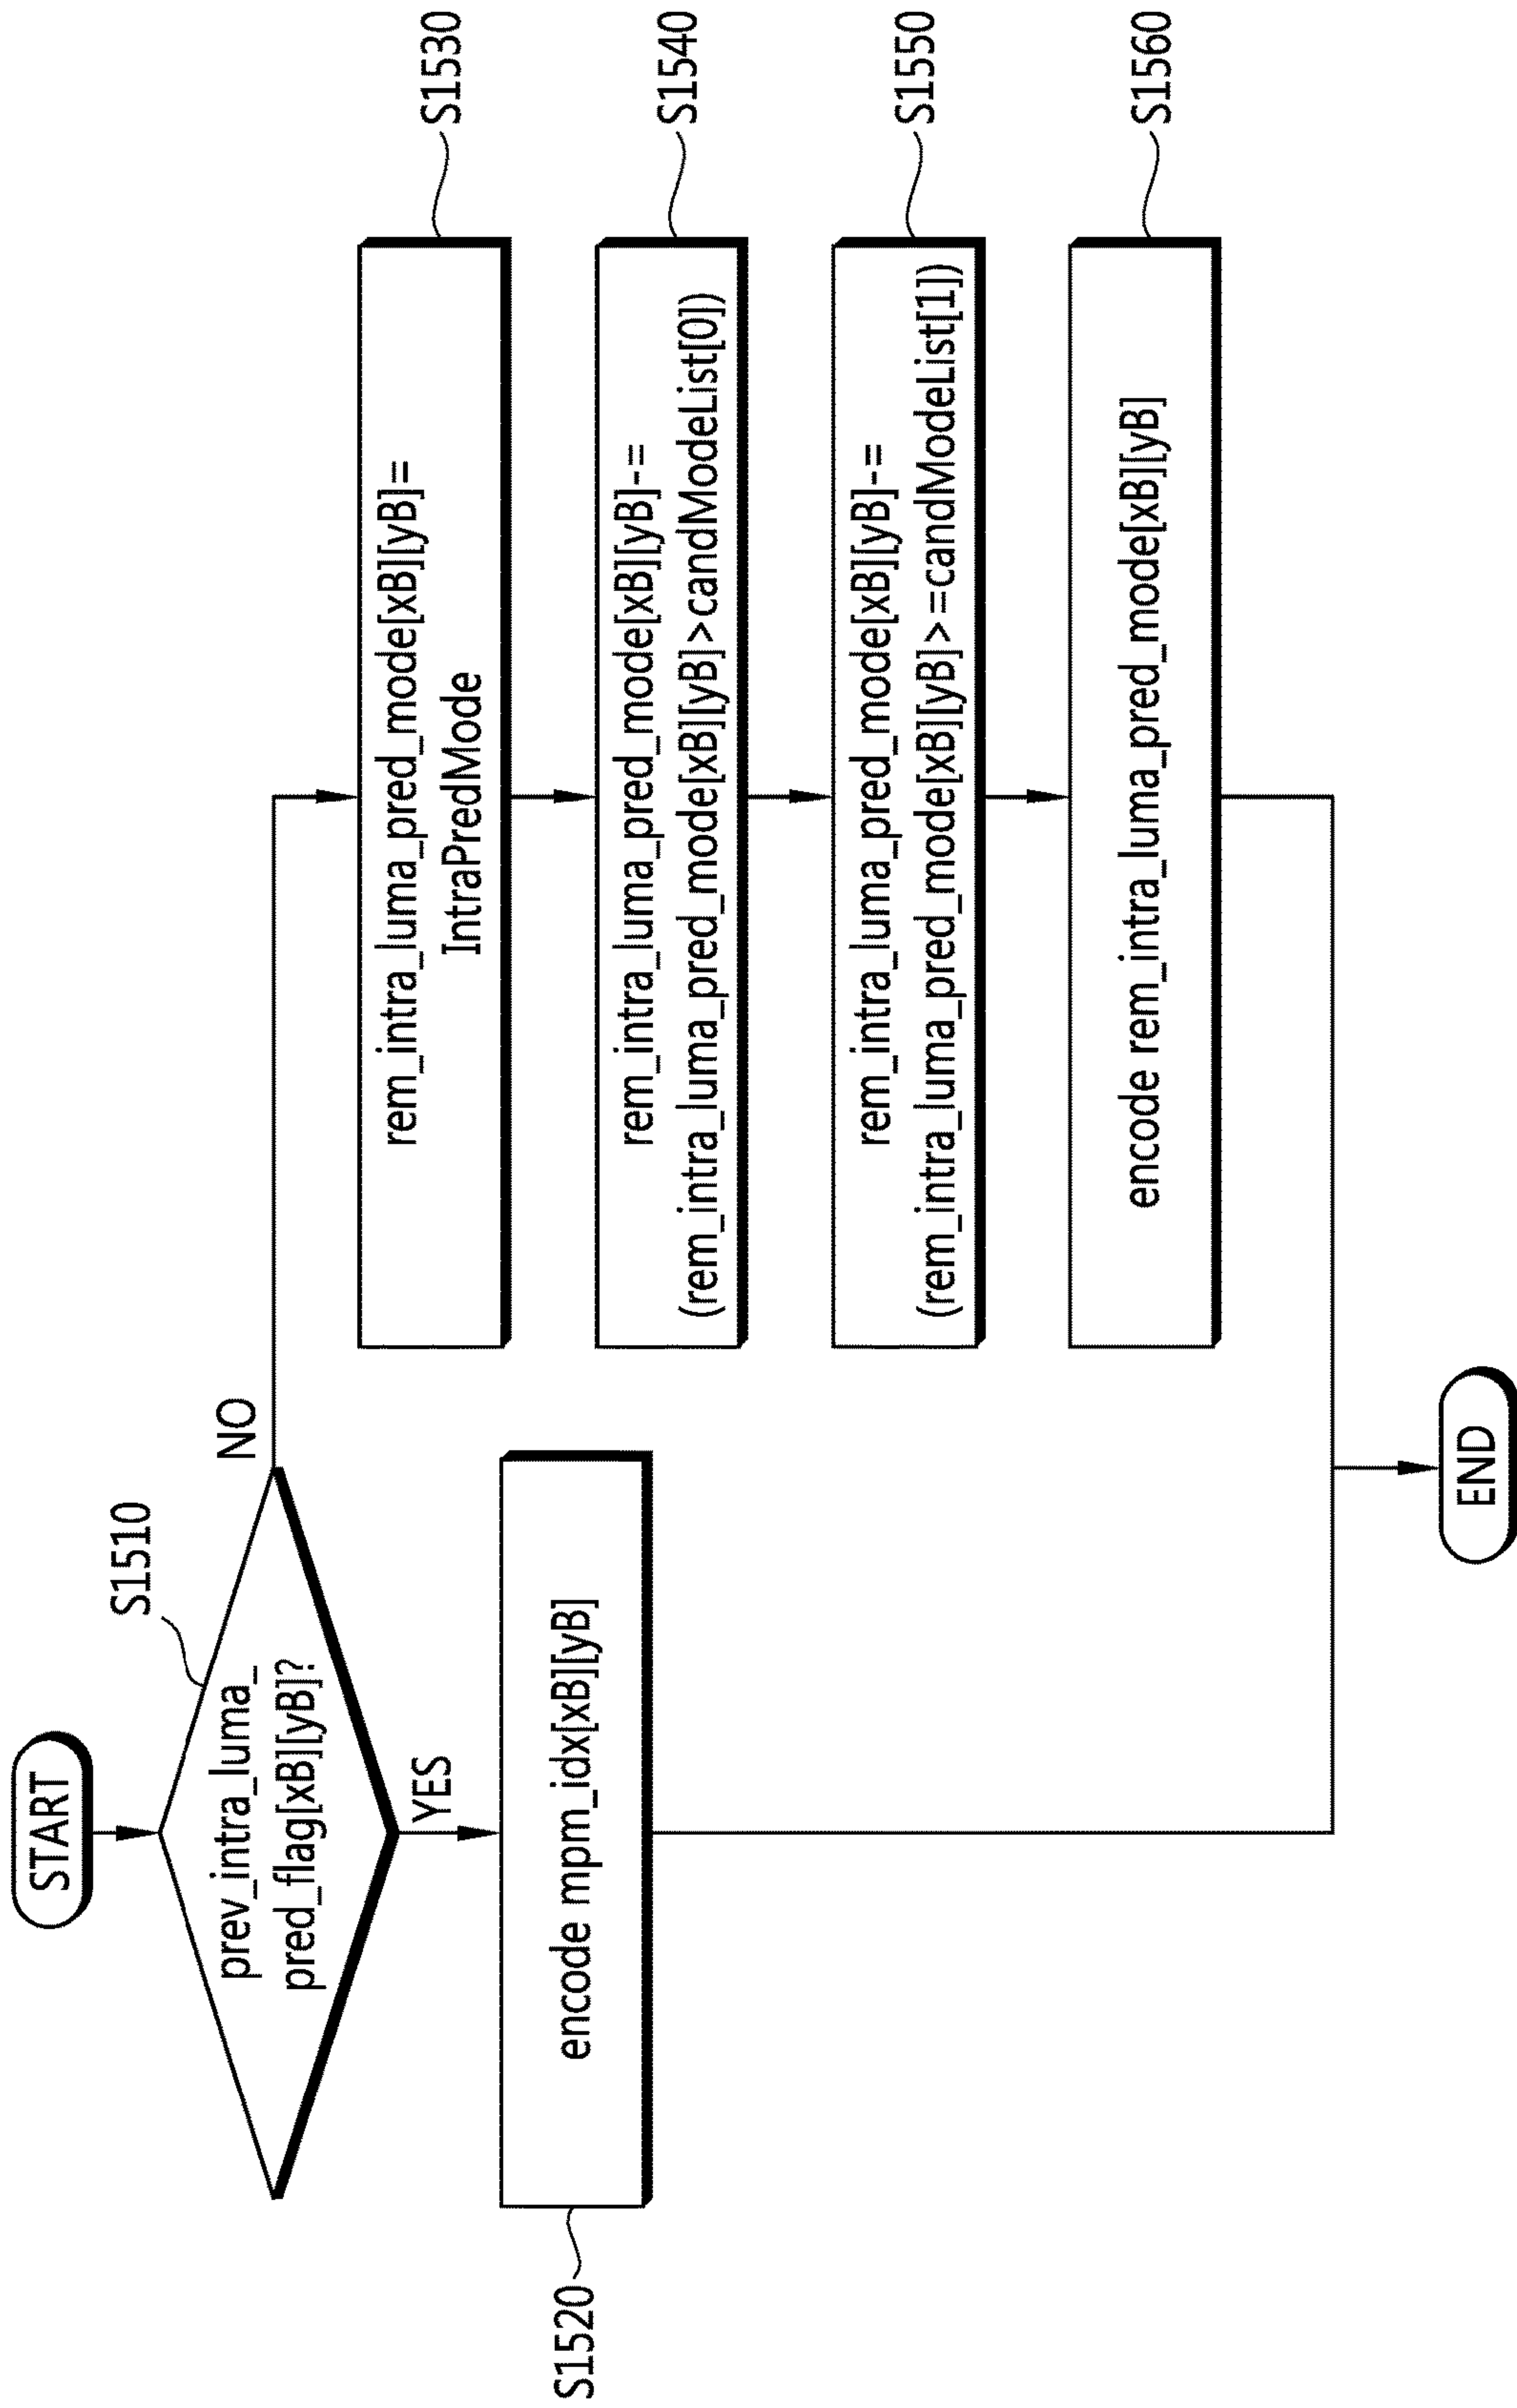 START
S1510
prev_intra_luma_
pred_flag[xB][yB]?
NO
YES
S1520
encode mpm_idx[xB][yB]
rem_intra_luma_pred_mode[xB][yB]=
IntraPredMode
S1530
rem_intra_luma_pred_mode[xB][yB]-=
(rem_intra_luma_pred_mode[xB][yB]>candModeList[0])
S1540
rem_intra_luma_pred_mode[xB][yB]-=
(rem_intra_luma_pred_mode[xB][yB]>=candModeList[1])
S1550
encode rem_intra_luma_pred_mode[xB][yB]
S1560
END